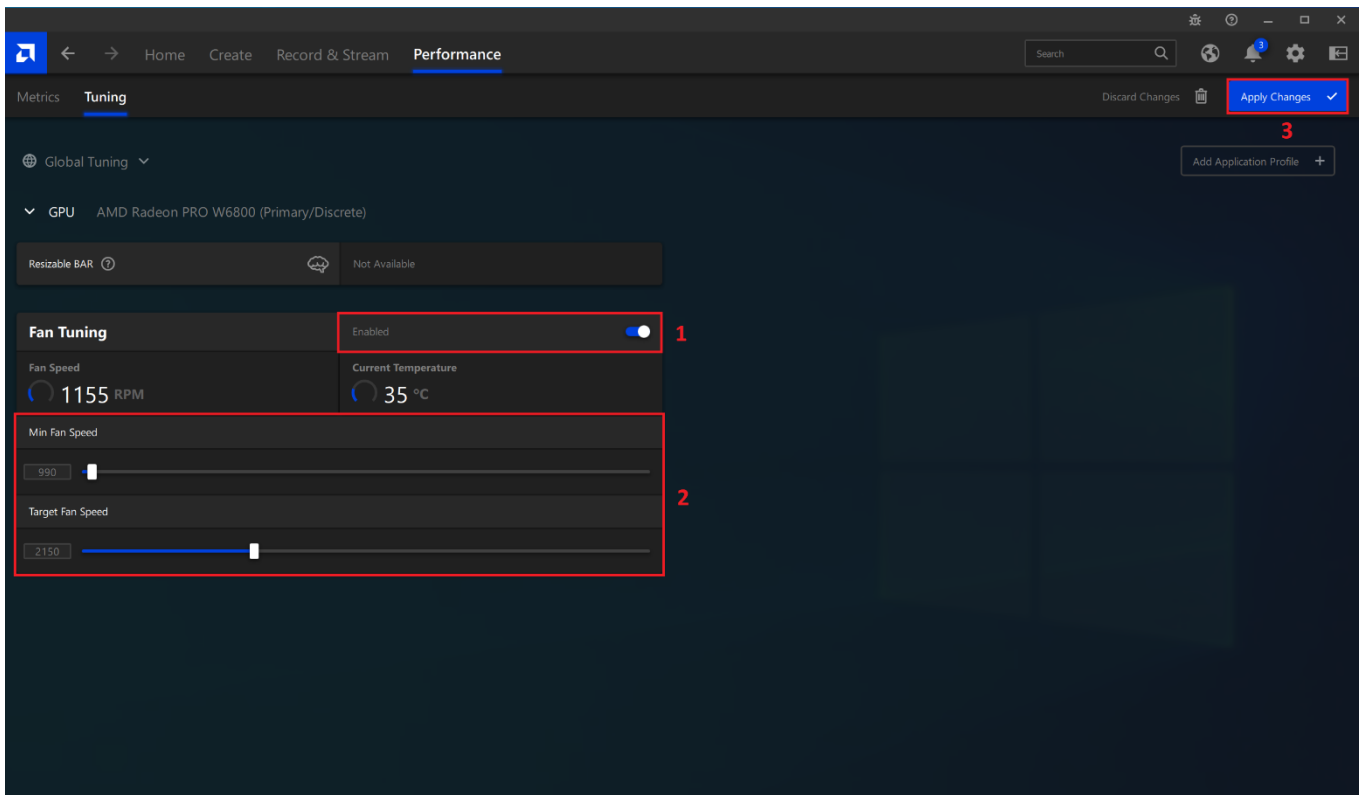 Home Create Record & Stream Performance Search 3
Metrics Tuning Discard Changes Apply Changes
3
Global Tuning Add Application Profile +
GPU AMD Radeon PRO W6800 (Primary/Discrete)
Resizable BAR ? Not Available
Fan Tuning Enabled 1
Fan Speed Current Temperature
1155 RPM 35 °C
Min Fan Speed
990
2
Target Fan Speed
2150